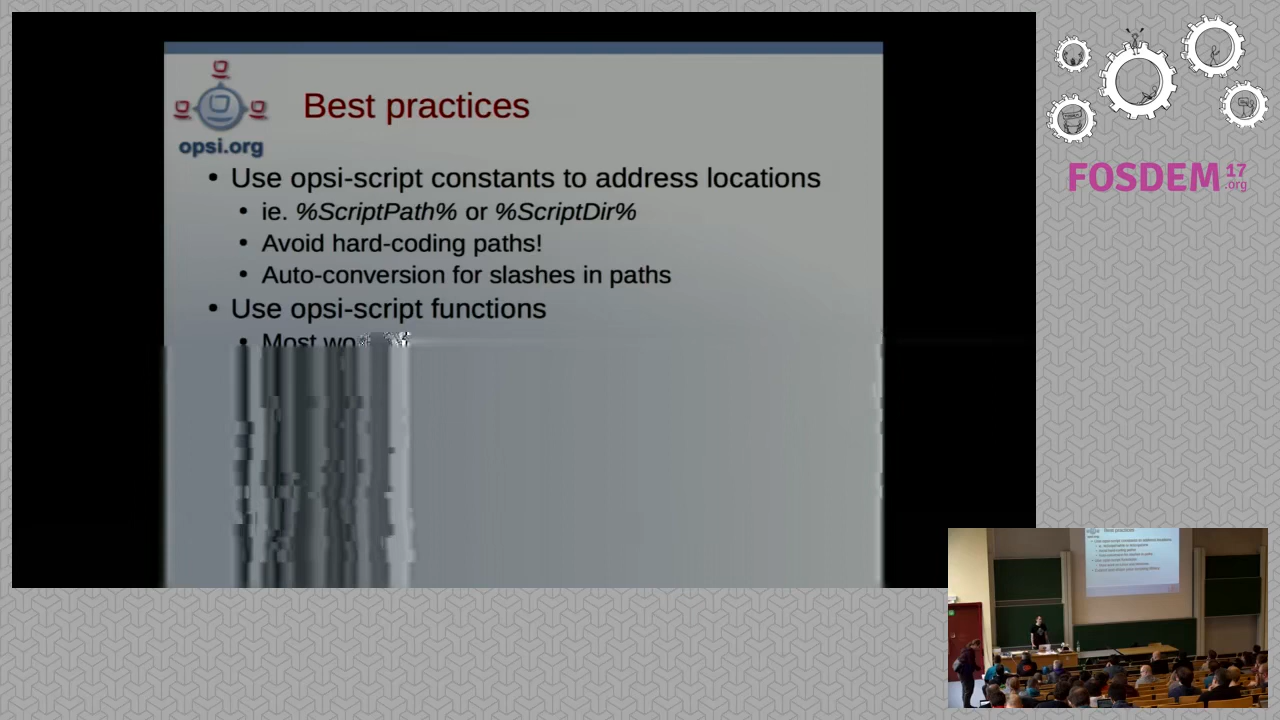 Best practices
opsi.org
• Use opsi-script constants to address locations
• ie. %ScriptPath% or %ScriptDir%
• Avoid hard-coding paths!
• Auto-conversion for slashes in paths
• Use opsi-script functions
• Most
FOSDEM 17
.org